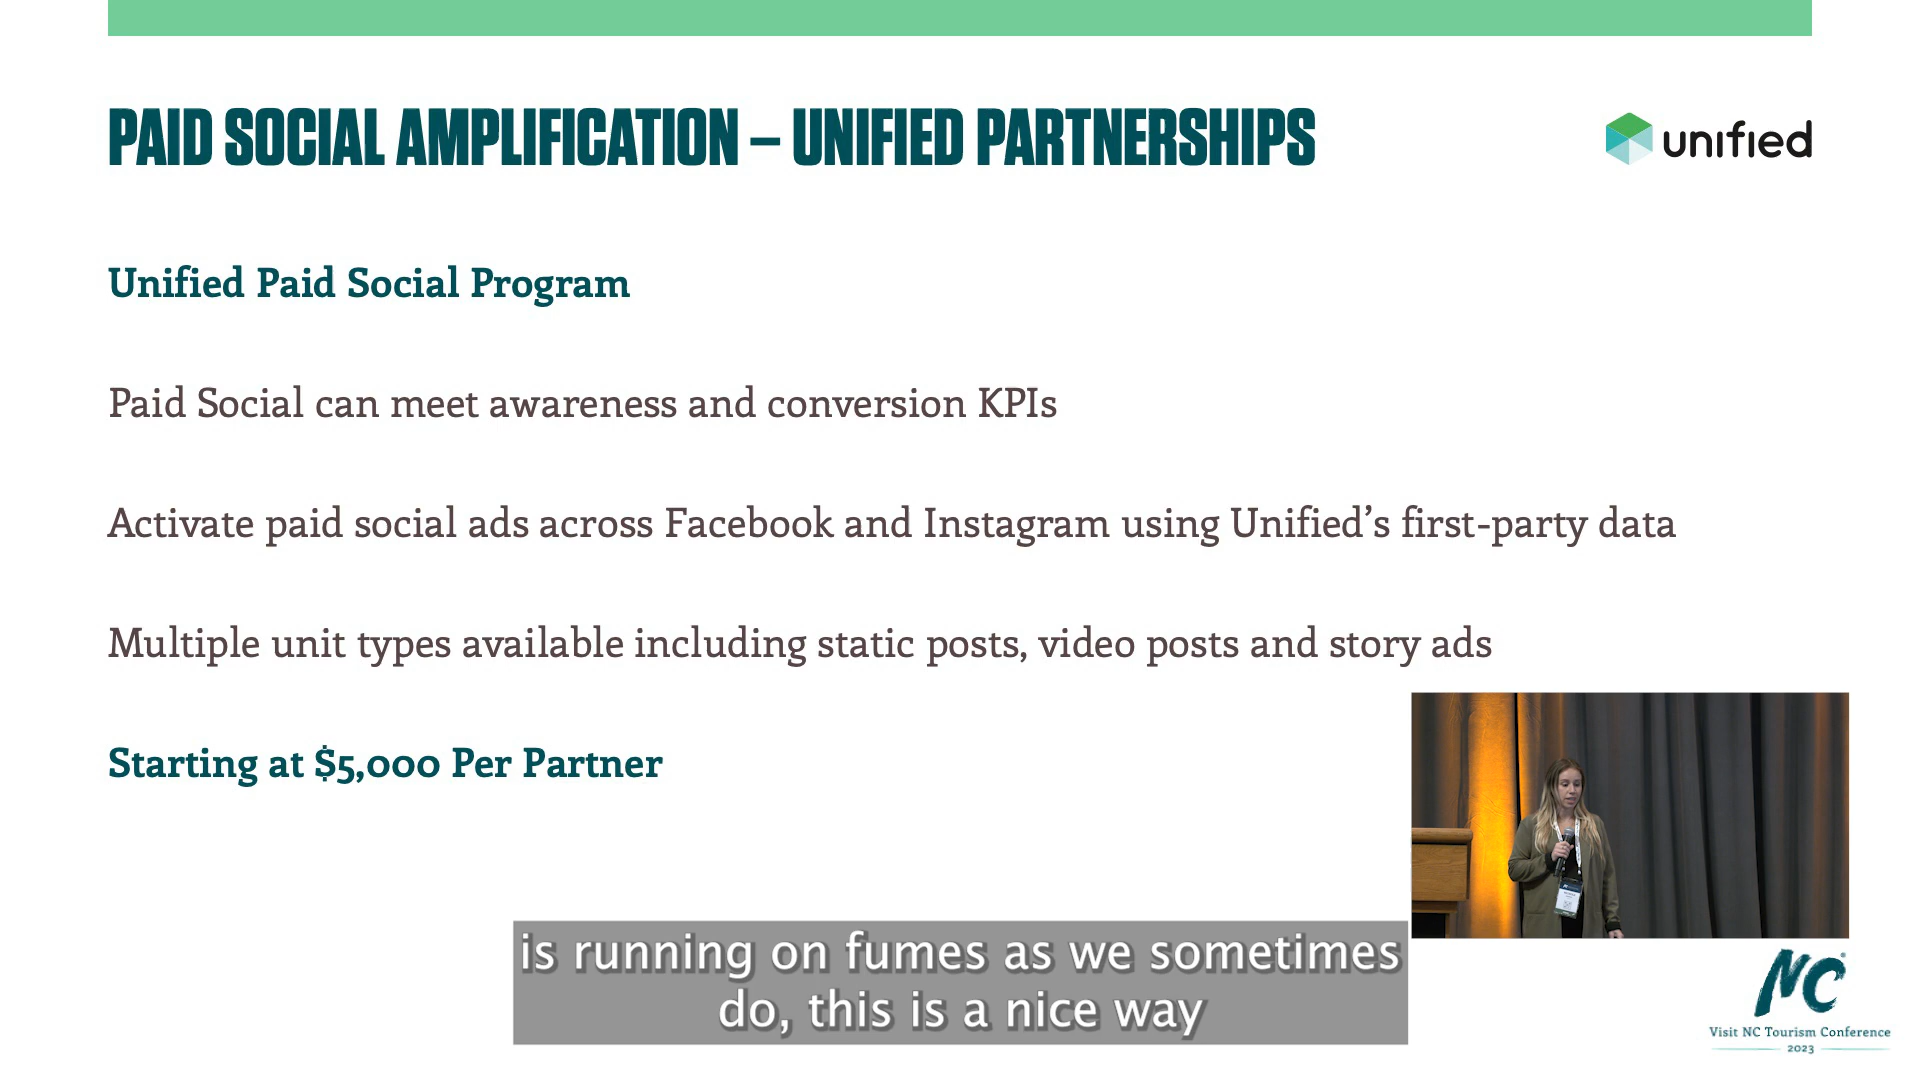 PAID SOCIAL AMPLIFICATION – UNIFIED PARTNERSHIPS
unified
Unified Paid Social Program
Paid Social can meet awareness and conversion KPIs
Activate paid social ads across Facebook and Instagram using Unified’s first-party data
Multiple unit types available including static posts, video posts and story ads
Starting at $5,000 Per Partner
is running on fumes as we sometimes
do, this is a nice way
NC
Visit NC Tourism Conference
2023